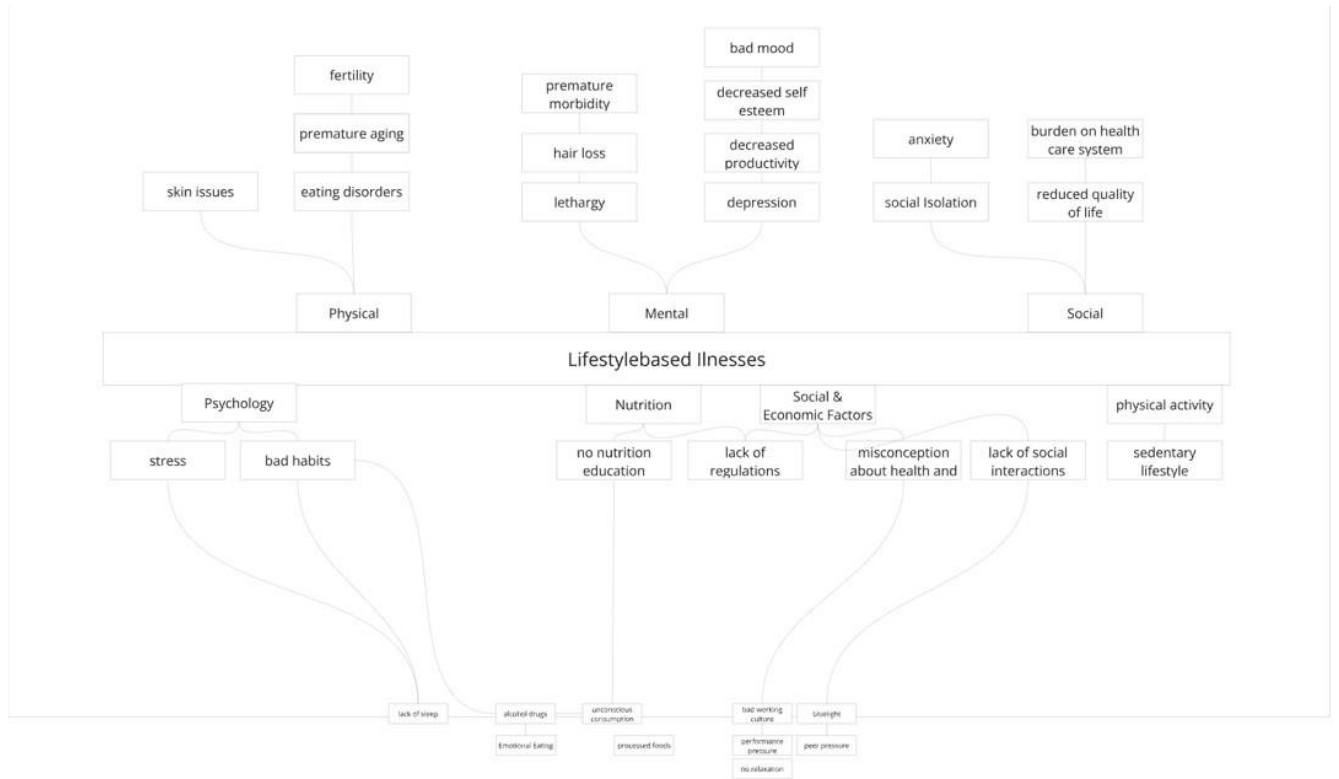 bad mood
fertility
premature
morbidity
decreased self
esteem
premature aging
anxiety
burden on health
care system
hair loss
decreased
productivity
skin issues
eating disorders
lethargy
depression
social Isolation
reduced quality
of life
Physical
Mental
Social
Lifestylebased Ilnesses
Psychology
Nutrition
Social &
Economic Factors
physical activity
stress
bad habits
no nutrition
education
lack of
regulations
misconception
about health and
lack of social
interactions
sedentary
lifestyle
lack of sleep
alcohol drugs
unconscious
consumption
bad working
culture
bluelight
Emotional Eating
processed foods
performance
pressure
peer pressure
no relaxation